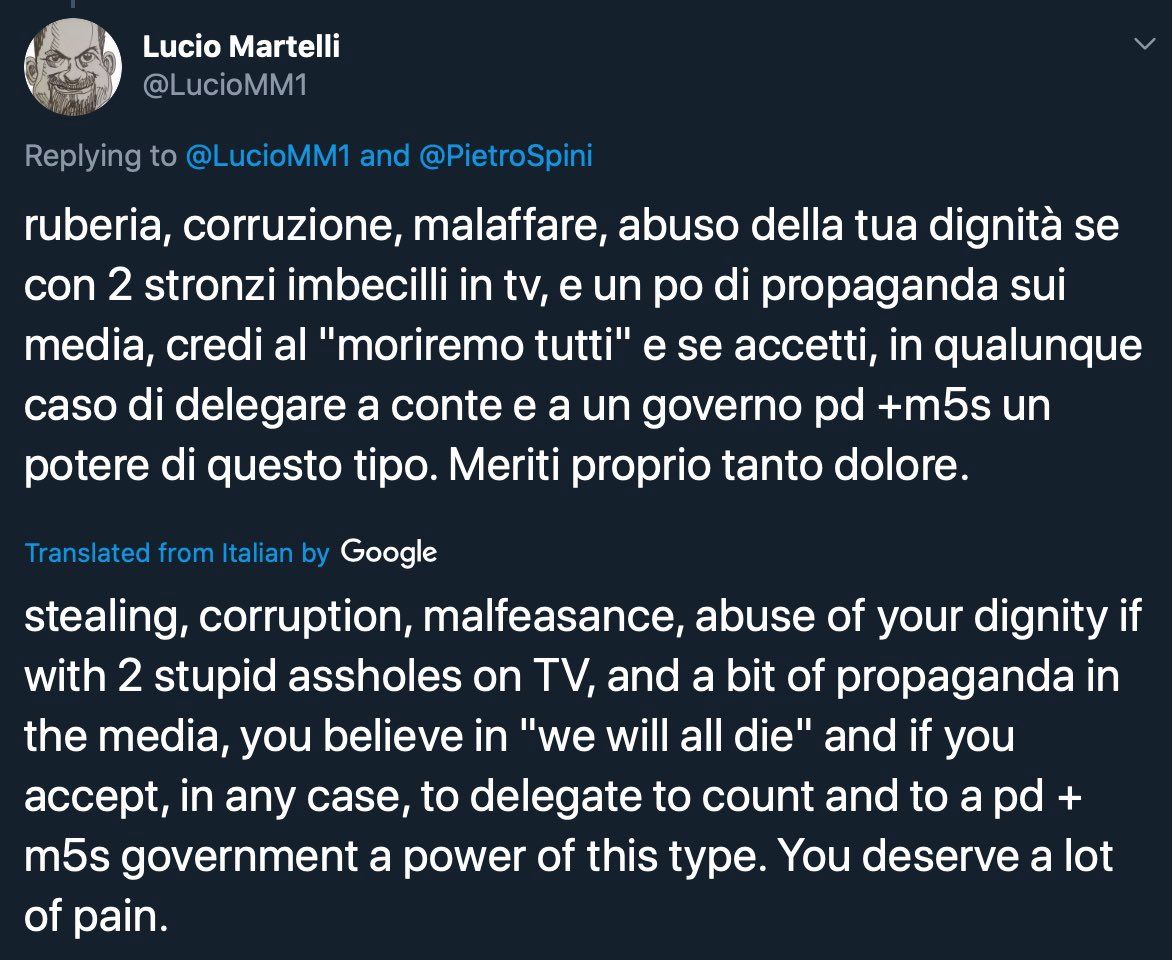 Lucio Martelli
@LucioMM1
Replying to @LucioMM1 and @PietroSpini
ruberia, corruzione, malaffare, abuso della tua dignità se
con 2 stronzi imbecilli in tv, e un po di propaganda sui
media, credi al "moriremo tutti" e se accetti, in qualunque
caso di delegare a conte e a un governo pd +m5s un
potere di questo tipo. Meriti proprio tanto dolore.
Translated from Italian by Google
stealing, corruption, malfeasance, abuse of your dignity if
with 2 stupid assholes on TV, and a bit of propaganda in
the media, you believe in "we will all die" and if you
accept, in any case, to delegate to count and to a pd +
m5s government a power of this type. You deserve a lot
of pain.